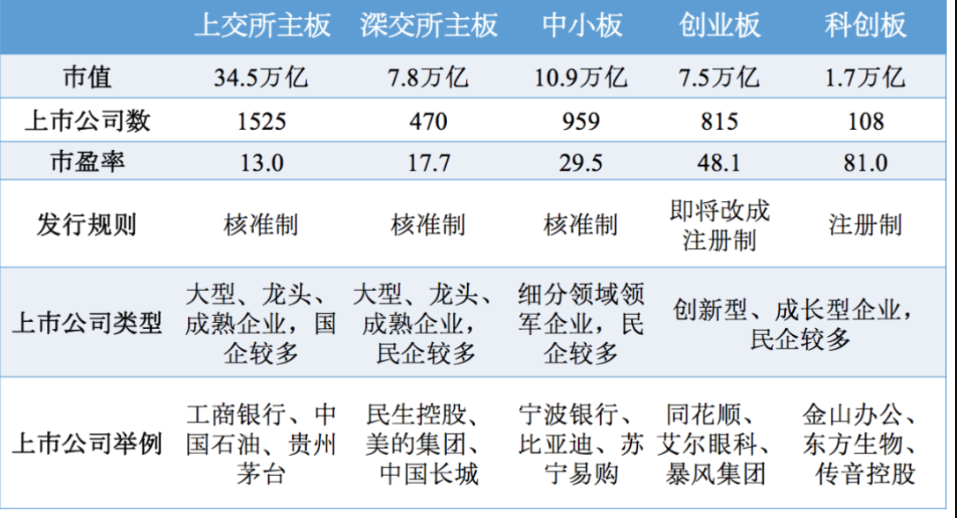 上交所主板 深交所主板 中小板 创业板 科创板
市值 34.5万亿 7.8万亿 10.9万亿 7.5万亿 1.7万亿
上市公司数 1525 470 959 815 108
市盈率 13.0 17.7 29.5 48.1 81.0
发行规则 核准制 核准制 核准制 即将改成
注册制 注册制
上市公司类型 大型、龙头、
成熟企业，国
企较多 大型、龙头、
成熟企业，
民企较多 细分领域领
军企业，民
企较多 创新型、成长型企业，
民企较多
上市公司举例 工商银行、中
国石油、贵州
茅台 民生控股、
美的集团、
中国长城 宁波银行、
比亚迪、苏
宁易购 同花顺、
艾尔眼科、
暴风集团 金山办公、
东方生物、
传音控股